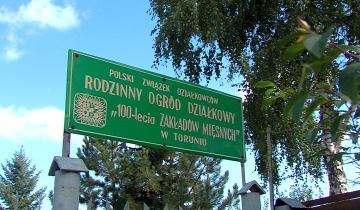 POLSKI ZWIĄZEK DZIAŁKOWCÓW
RODZINNY OGRÓD DZIAŁKOWY
„100-lecia ZAKŁADÓW MIĘSNYCH"
W TORUNIU